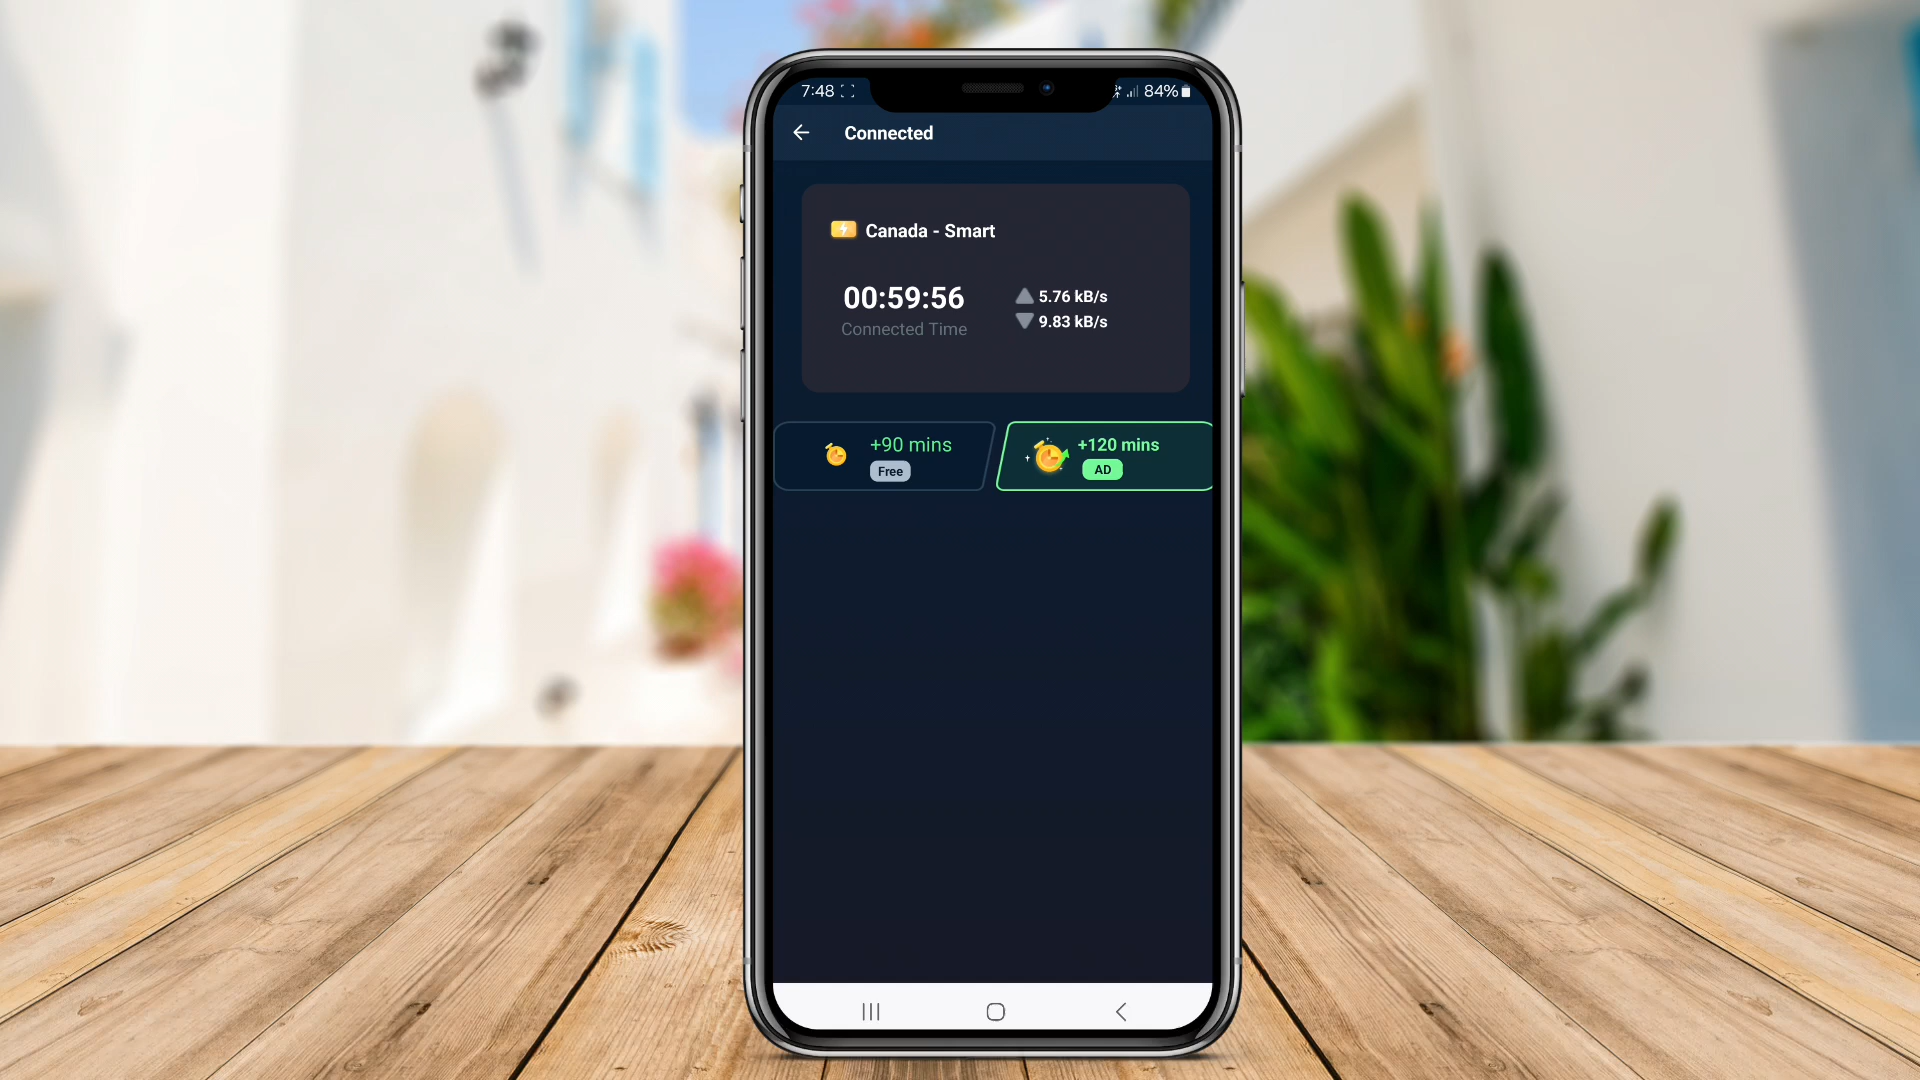 7:48
84%
Connected
Canada - Smart
00:59:56
Connected Time
5.76 kB/s
9.83 kB/s
+90 mins
Free
+120 mins
AD